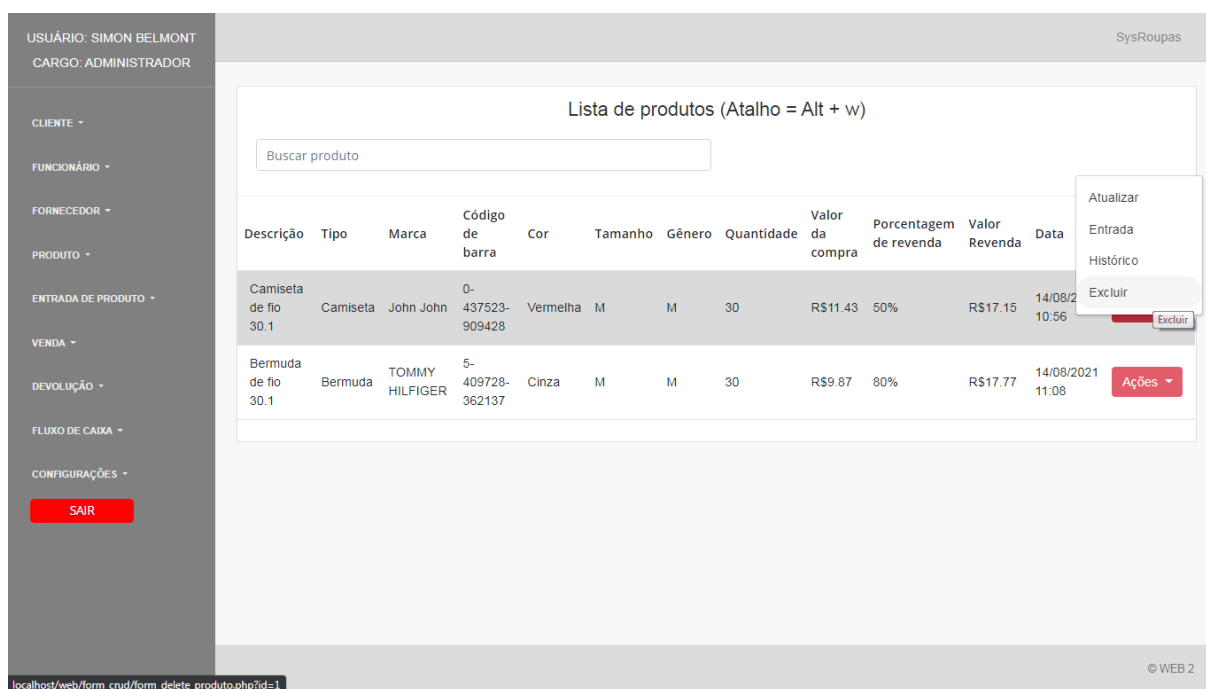 USUÁRIO: SIMON BELMONT
CARGO: ADMINISTRADOR
SysRoupas
CLIENTE
FUNCIONÁRIO
FORNECEDOR
PRODUTO
ENTRADA DE PRODUTO
VENDA
DEVOLUÇÃO
FLUXO DE CAIXA
CONFIGURAÇÕES
SAIR
Lista de produtos (Atalho = Alt + w)
Buscar produto
Descrição Tipo Marca Código de barra Cor Tamanho Gênero Quantidade Valor da compra Porcentagem de revenda Valor Revenda Data
Camiseta de fio 30.1 Camiseta John John 0-437523-909428 Vermelha M M 30 R$11.43 50% R$17.15 14/08/2 10:56
Bermuda de fio 30.1 Bermuda TOMMY HILFIGER 5-409728-362137 Cinza M M 30 R$9.87 80% R$17.77 14/08/2021 11:08 Ações
Atualizar
Entrada
Histórico
Excluir
Excluir
© WEB 2
localhost/web/form_crud/form_delete_produto.php?id=1